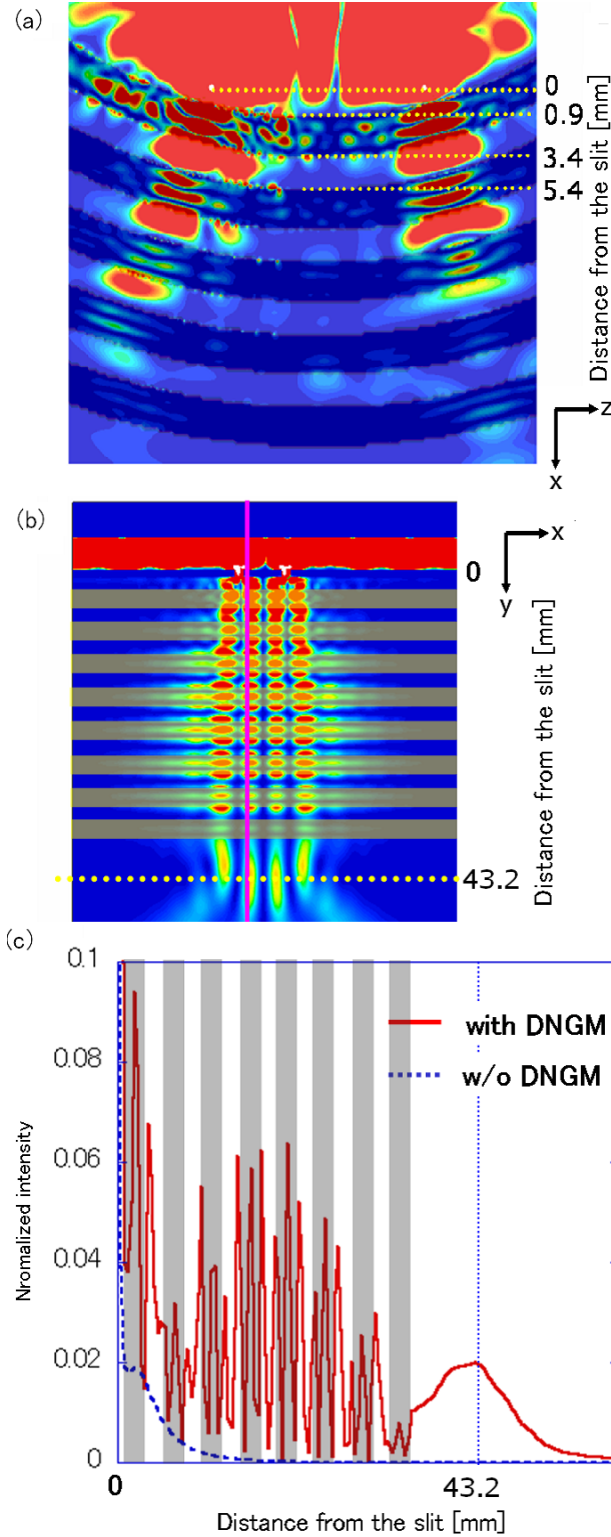 (a)
0
0.9
3.4
5.4
Distance from the slit [mm]
z
x
(b)
x
0
y
Distance from the slit [mm]
43.2
(c)
0.1
0.08
0.06
0.04
0.02
0
Nromalized intensity
with DNGM
w/o DNGM
0
43.2
Distance from the slit [mm]